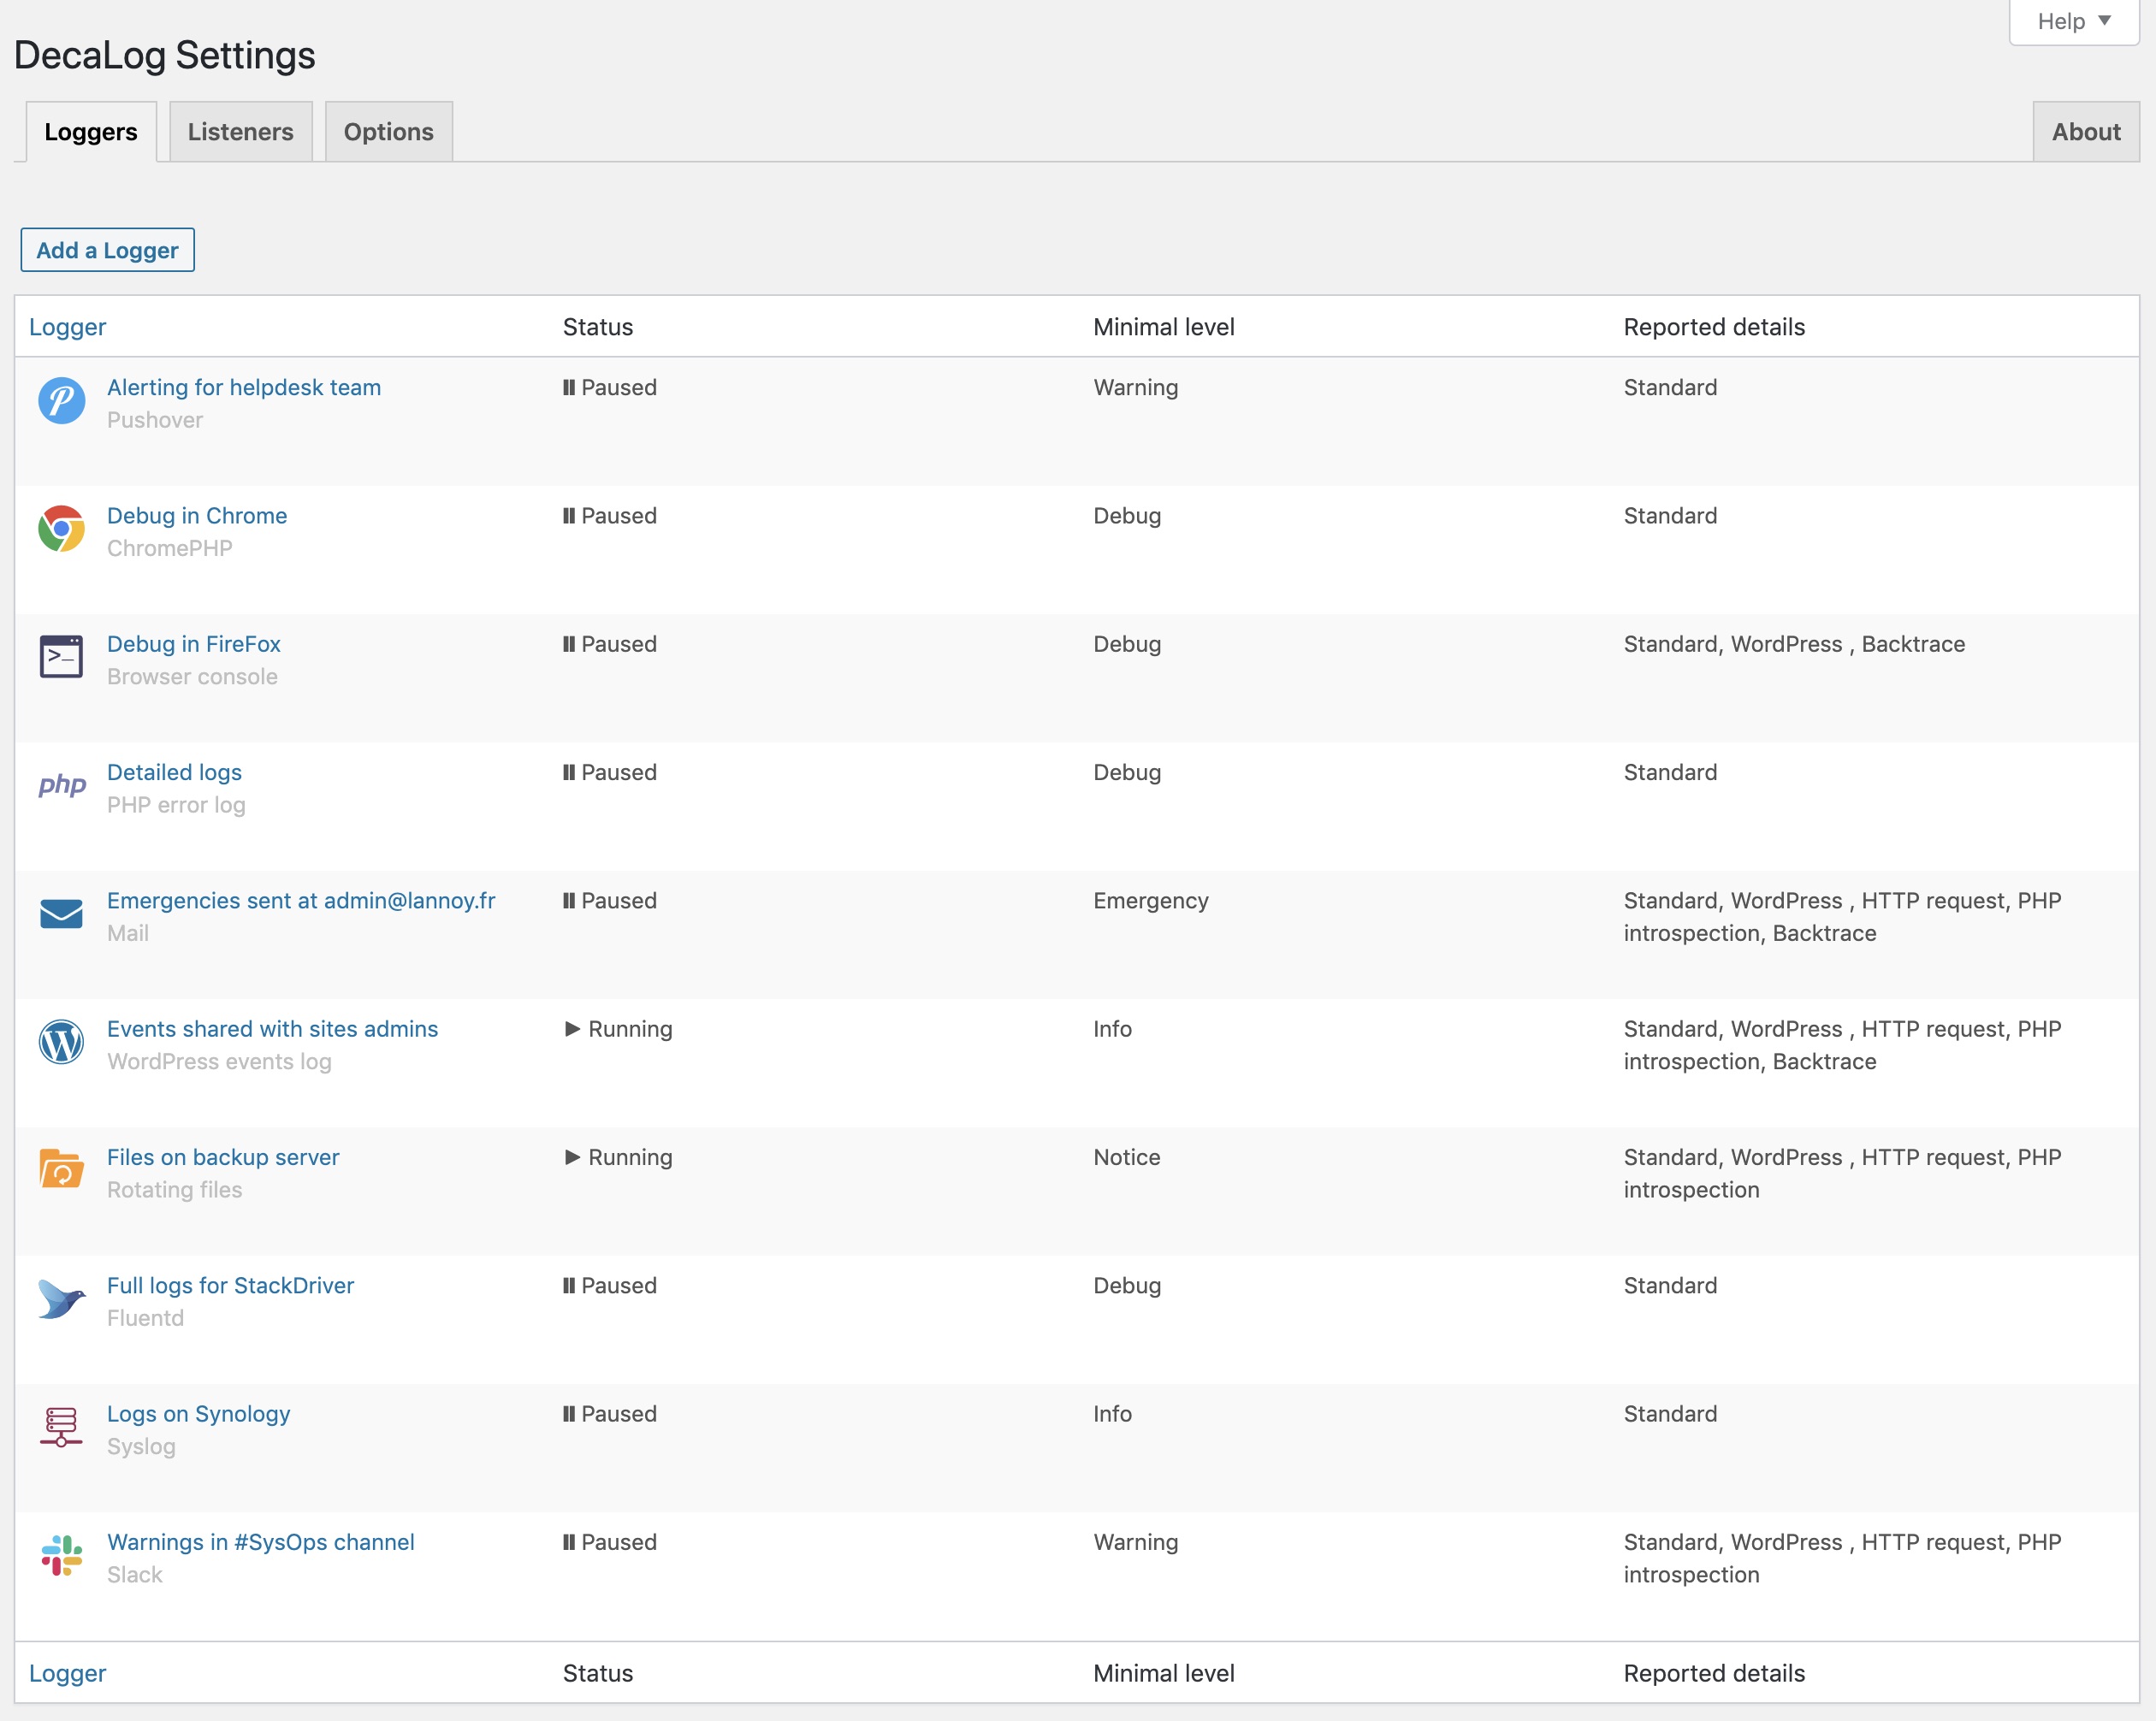 Help
DecaLog Settings
Loggers Listeners Options About
Add a Logger
Logger Status Minimal level Reported details
Alerting for helpdesk team Paused Warning Standard
Pushover
Debug in Chrome Paused Debug Standard
ChromePHP
>_ Debug in FireFox Paused Debug Standard, WordPress , Backtrace
Browser console
php Detailed logs Paused Debug Standard
PHP error log
Emergencies sent at admin@lannoy.fr Paused Emergency Standard, WordPress , HTTP request, PHP
Mail introspection, Backtrace
Events shared with sites admins Running Info Standard, WordPress , HTTP request, PHP
WordPress events log introspection, Backtrace
Files on backup server Running Notice Standard, WordPress , HTTP request, PHP
Rotating files introspection
Full logs for StackDriver Paused Debug Standard
Fluentd
Logs on Synology Paused Info Standard
Syslog
Warnings in #SysOps channel Paused Warning Standard, WordPress , HTTP request, PHP
Slack introspection
Logger Status Minimal level Reported details